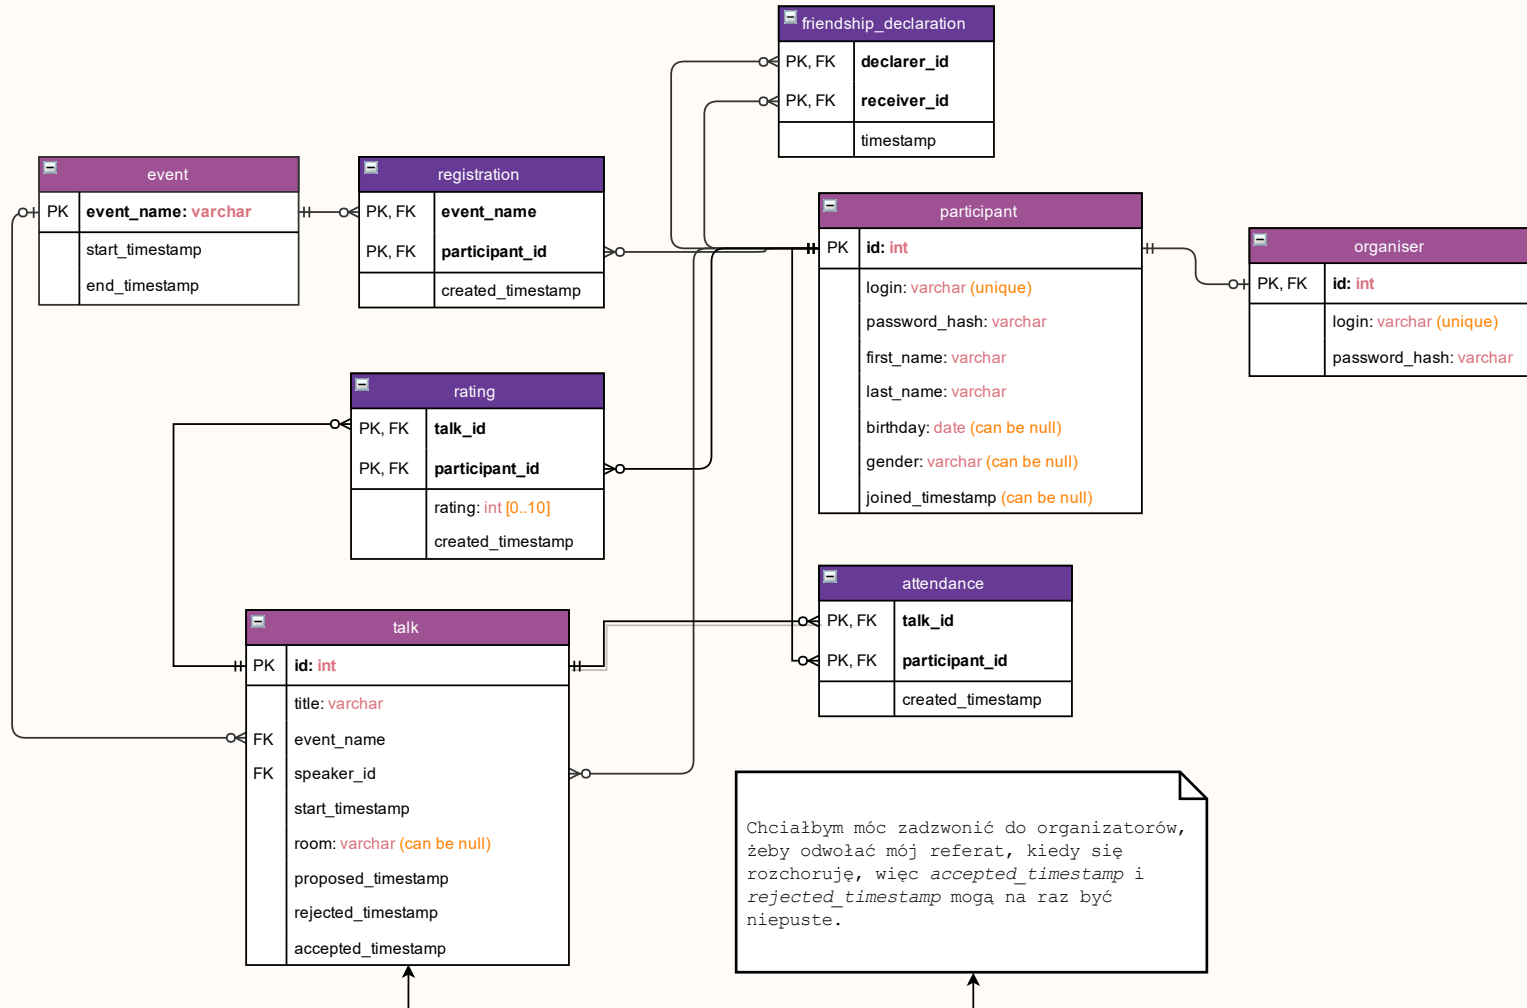 friendship_declaration
PK, FK declarer_id
PK, FK receiver_id
timestamp
event
PK event_name: varchar
start_timestamp
end_timestamp
registration
PK, FK event_name
PK, FK participant_id
created_timestamp
participant
PK id: int
login: varchar (unique)
password_hash: varchar
first_name: varchar
last_name: varchar
birthday: date (can be null)
gender: varchar (can be null)
joined_timestamp (can be null)
organiser
PK, FK id: int
login: varchar (unique)
password_hash: varchar
rating
PK, FK talk_id
PK, FK participant_id
rating: int [0..10]
created_timestamp
attendance
PK, FK talk_id
PK, FK participant_id
created_timestamp
talk
PK id: int
title: varchar
FK event_name
FK speaker_id
start_timestamp
room: varchar (can be null)
proposed_timestamp
rejected_timestamp
accepted_timestamp
Chciałbym móc zadzwonić do organizatorów,
żeby odwołać mój referat, kiedy się
rozchoruję, więc accepted_timestamp i
rejected_timestamp mogą na raz być
niepuste.